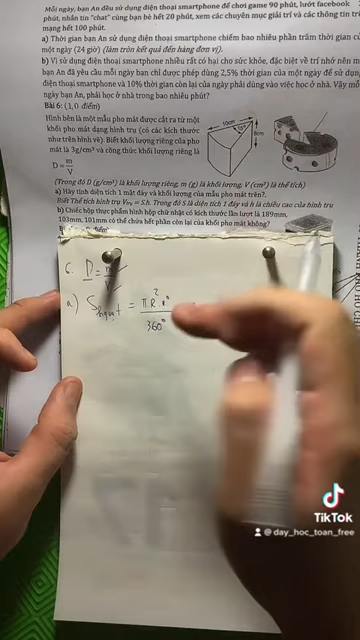 Mỗi ngày, bạn An đều sử dụng điện thoại smartphone để chơi game 90 phút, lướt facebook
phút, nhắn tin "chat" cùng bạn bè hết 20 phút, xem các chuyên mục giải trí và các thông tin trên
mạng hết 100 phút.
a) Thời gian bạn An sử dụng điện thoại smartphone chiếm bao nhiêu phần trăm thời gian củ
một ngày (24 giờ) (làm tròn kết quả đến hàng đơn vị).
b) Vì sử dụng điện thoại smartphone nhiều rất có hại cho sức khỏe, đặc biệt về trí nhớ nên m
bạn An đã yêu cầu mỗi ngày bạn chỉ được phép dùng 2,5% thời gian của một ngày để sử dụng
điện thoại smartphone và 10% thời gian còn lại của ngày phải dùng vào việc học ở nhà. Vậy mỗ
ngày bạn An, phải học ở nhà trong bao nhiêu phút?
Bài 6: (1,0 điểm)
Hình bên là một mẫu pho mát được cắt ra từ một
khối pho mát dạng hình trụ (có các kích thước
như trên hình vẽ). Biết khối lượng riêng của pho
mát là 3g/cm³ và công thức khối lượng riêng là
D = m/V
10cm
15°
8cm
(Trong đó D (g/cm³) là khối lượng riêng, m (g) là khối lượng, V (cm³) là thể tích)
a) Hãy tính diện tích 1 mặt đáy và khối lượng của mẫu pho mát trên?
Biết Thể tích hình trụ Vtrụ = S.h. Trong đó S là diện tích 1 đáy và h là chiều cao của hình trụ
b) Chiếc hộp thực phẩm hình hộp chữ nhật có kích thước lần lượt là 189mm,
103mm, 101mm có thể chứa hết phần còn lại của khối pho mát không?
6. D = m/V
a) Shquạt = πR²n°/360°
TikTok
@day_hoc_toan_free